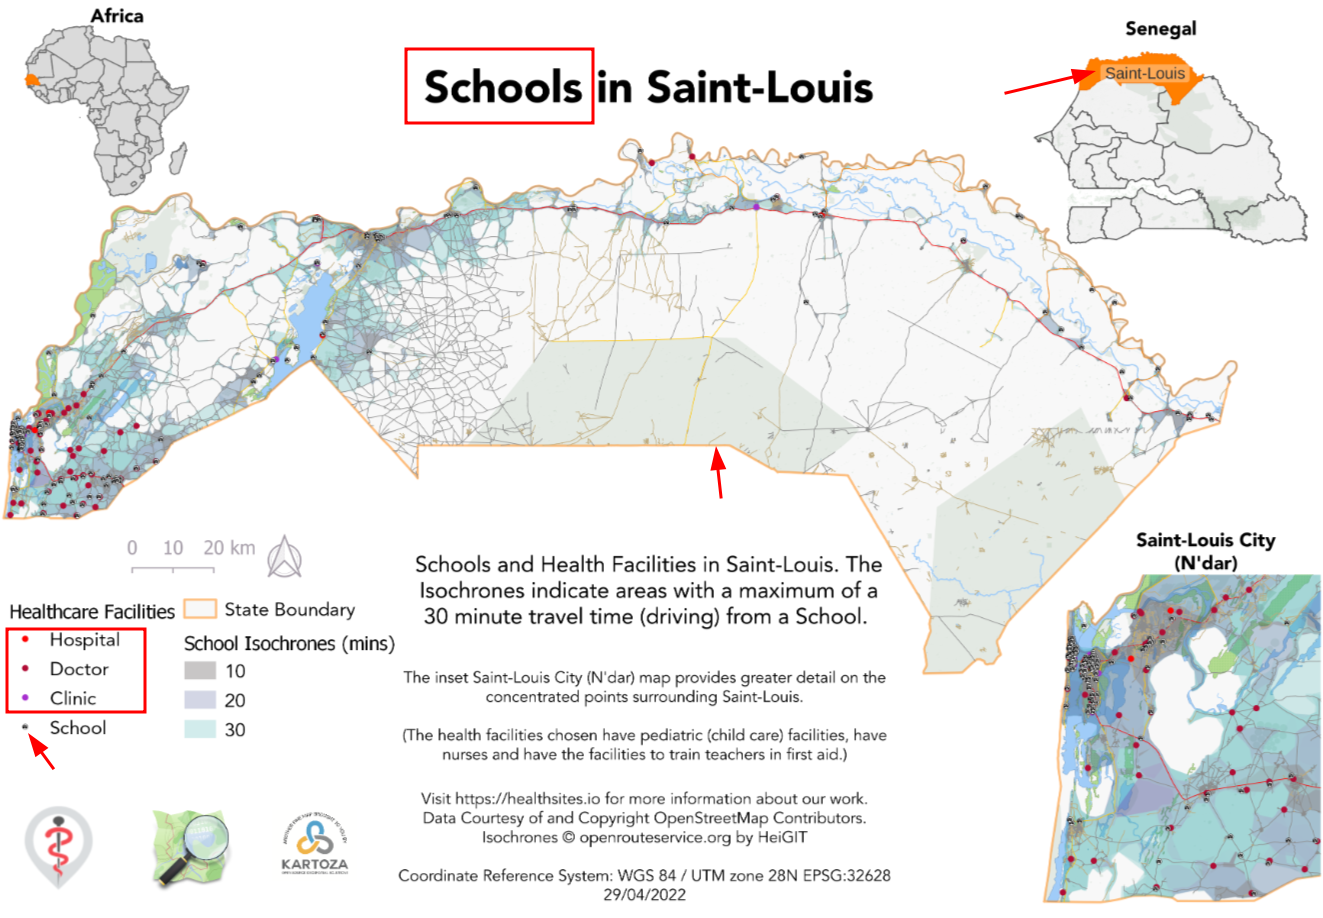 Africa
Schools in Saint-Louis
Senegal
Saint-Louis
0 10 20 km
Healthcare Facilities
Hospital
Doctor
Clinic
School
State Boundary
School Isochrones (mins)
10
20
30
Schools and Health Facilities in Saint-Louis. The
Isochrones indicate areas with a maximum of a
30 minute travel time (driving) from a School.
The inset Saint-Louis City (N'dar) map provides greater detail on the
concentrated points surrounding Saint-Louis.
(The health facilities chosen have pediatric (child care) facilities, have
nurses and have the facilities to train teachers in first aid.)
Visit https://healthsites.io for more information about our work.
Data Courtesy of and Copyright OpenStreetMap Contributors.
Isochrones © openrouteservice.org by HeiGIT
Coordinate Reference System: WGS 84 / UTM zone 28N EPSG:32628
29/04/2022
Saint-Louis City
(N'dar)
KARTOZA